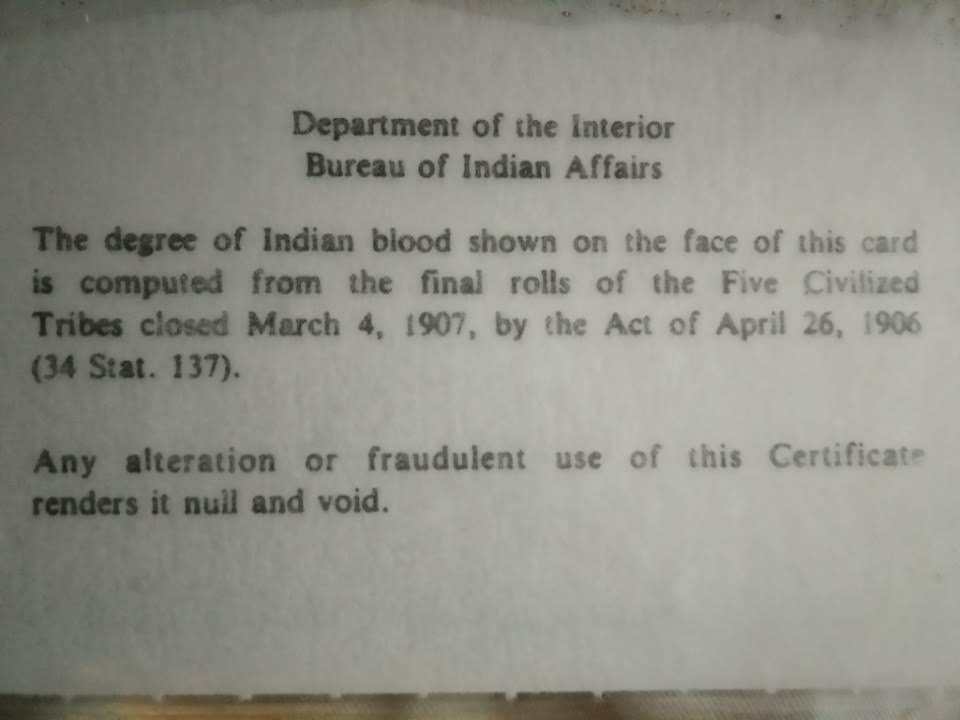 Department of the Interior
Bureau of Indian Affairs
The degree of Indian blood shown on the face of this card
is computed from the final rolls of the Five Civilized
Tribes closed March 4, 1907, by the Act of April 26, 1906
(34 Stat. 137).
Any alteration or fraudulent use of this Certificate
renders it null and void.